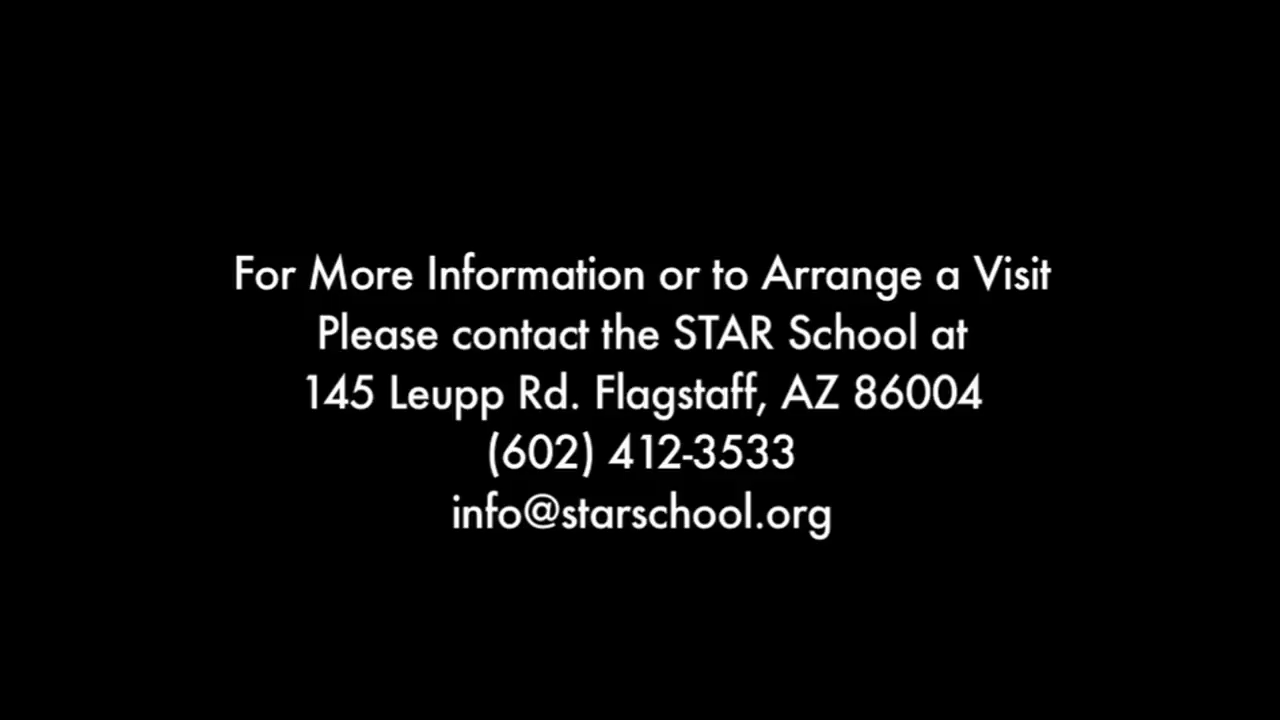 For More Information or to Arrange a Visit
Please contact the STAR School at
145 Leupp Rd. Flagstaff, AZ 86004
(602) 412-3533
info@starschool.org